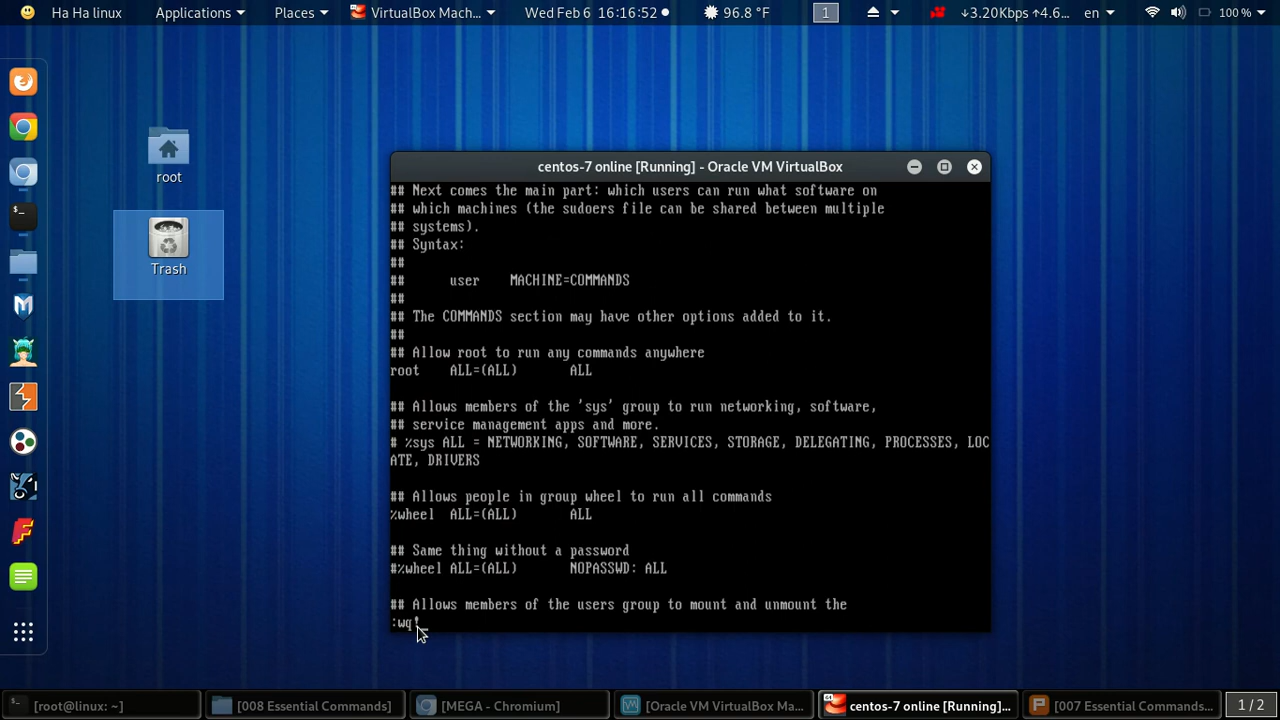 Ha Ha linux
Applications
Places
VirtualBox Mach...
Wed Feb 6 16:16:52
96.8 °F
1
↓3.20Kbps ↑4.6...
en
100 %
root
Trash
centos-7 online [Running] - Oracle VM VirtualBox
## Next comes the main part: which users can run what software on
## which machines (the sudoers file can be shared between multiple
## systems).
## Syntax:
##
##      user    MACHINE=COMMANDS
##
## The COMMANDS section may have other options added to it.
##
## Allow root to run any commands anywhere
root    ALL=(ALL)       ALL
## Allows members of the 'sys' group to run networking, software,
## service management apps and more.
# %sys ALL = NETWORKING, SOFTWARE, SERVICES, STORAGE, DELEGATING, PROCESSES, LOC
ATE, DRIVERS
## Allows people in group wheel to run all commands
%wheel  ALL=(ALL)       ALL
## Same thing without a password
#%wheel ALL=(ALL)       NOPASSWD: ALL
## Allows members of the users group to mount and unmount the
:wq!
[root@linux: ~]
[008 Essential Commands]
[MEGA - Chromium]
[Oracle VM VirtualBox Ma...
centos-7 online [Running]...
[007 Essential Commands...
1 / 2